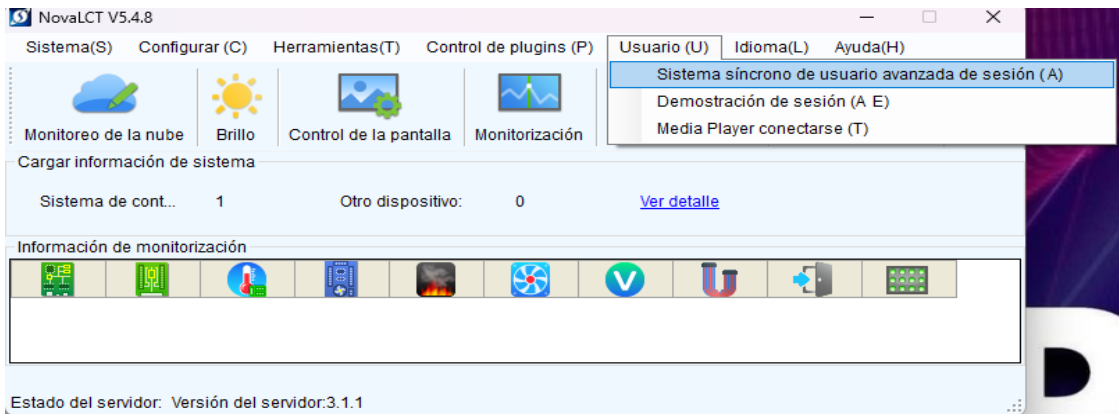 NovaLCT V5.4.8
Sistema(S) Configurar (C) Herramientas(T) Control de plugins (P) Usuario (U) Idioma(L) Ayuda(H)
Sistema síncrono de usuario avanzada de sesión (A)
Demostración de sesión (A E)
Media Player conectarse (T)
Monitoreo de la nube Brillo Control de la pantalla Monitorización
Cargar información de sistema
Sistema de cont... 1 Otro dispositivo: 0 Ver detalle
Información de monitorización
V
Estado del servidor: Versión del servidor:3.1.1